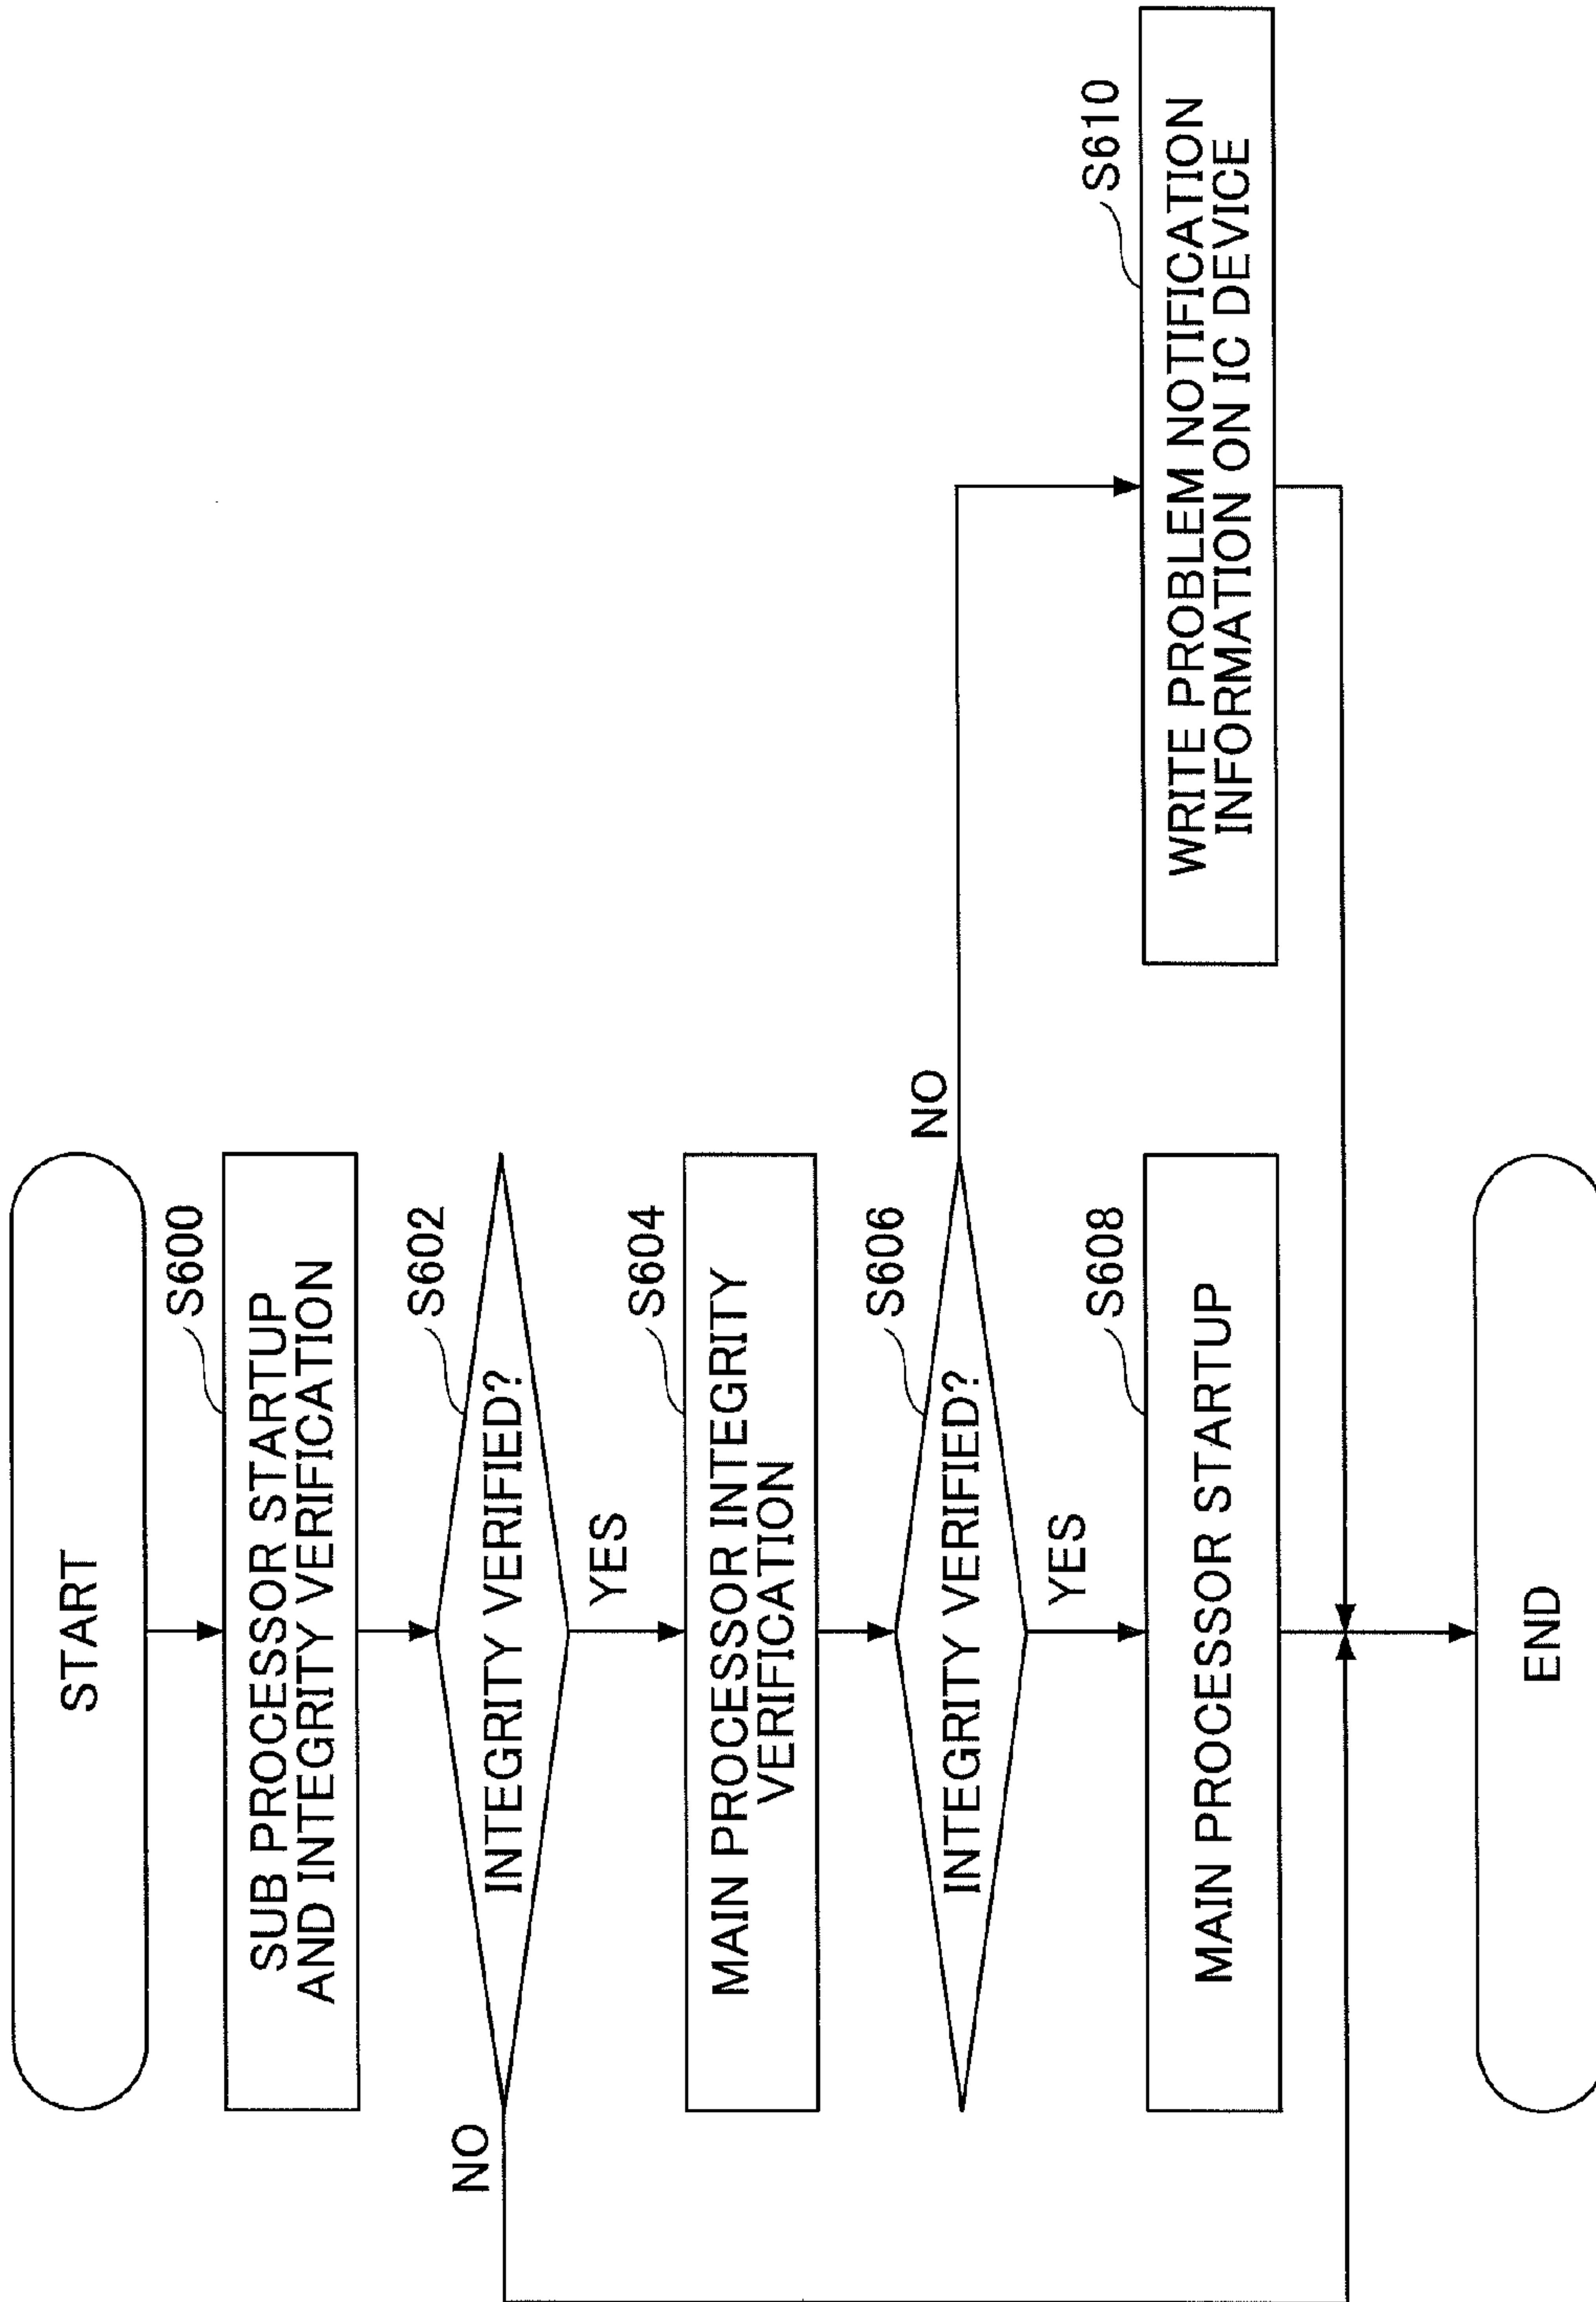 START
S600
SUB PROCESSOR STARTUP
AND INTEGRITY VERIFICATION
S602
INTEGRITY VERIFIED?
NO
YES
S604
MAIN PROCESSOR INTEGRITY
VERIFICATION
S606
INTEGRITY VERIFIED?
NO
YES
S608
MAIN PROCESSOR STARTUP
S610
WRITE PROBLEM NOTIFICATION
INFORMATION ON IC DEVICE
END